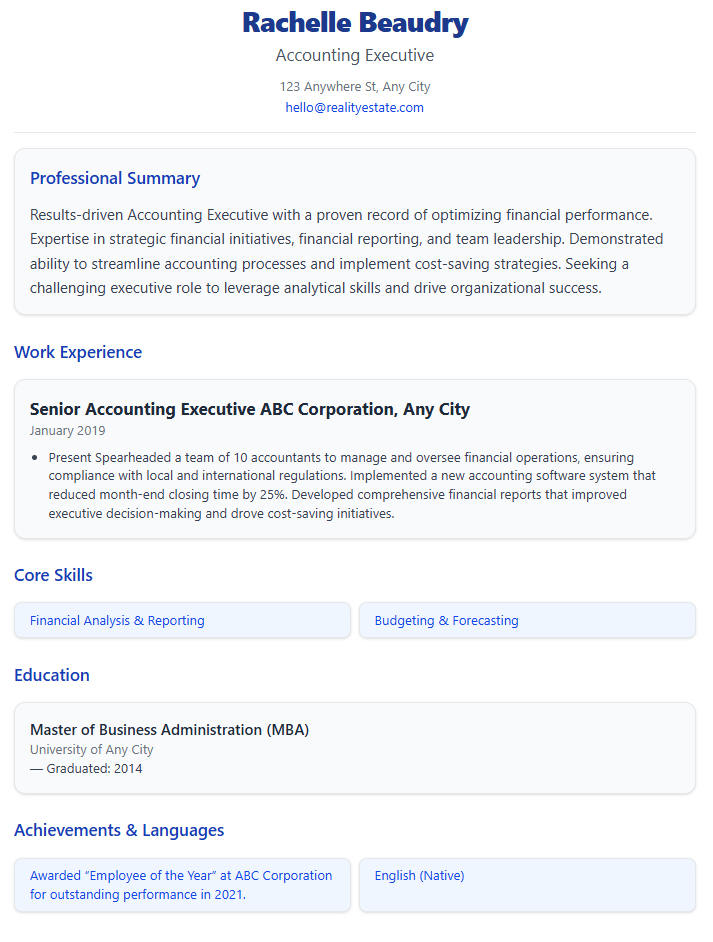 Rachelle Beaudry
Accounting Executive
123 Anywhere St, Any City
hello@realityestate.com
Professional Summary
Results-driven Accounting Executive with a proven record of optimizing financial performance.
Expertise in strategic financial initiatives, financial reporting, and team leadership. Demonstrated
ability to streamline accounting processes and implement cost-saving strategies. Seeking a
challenging executive role to leverage analytical skills and drive organizational success.
Work Experience
Senior Accounting Executive ABC Corporation, Any City
January 2019
• Present Spearheaded a team of 10 accountants to manage and oversee financial operations, ensuring
compliance with local and international regulations. Implemented a new accounting software system that
reduced month-end closing time by 25%. Developed comprehensive financial reports that improved
executive decision-making and drove cost-saving initiatives.
Core Skills
Financial Analysis & Reporting
Budgeting & Forecasting
Education
Master of Business Administration (MBA)
University of Any City
— Graduated: 2014
Achievements & Languages
Awarded “Employee of the Year” at ABC Corporation
for outstanding performance in 2021.
English (Native)